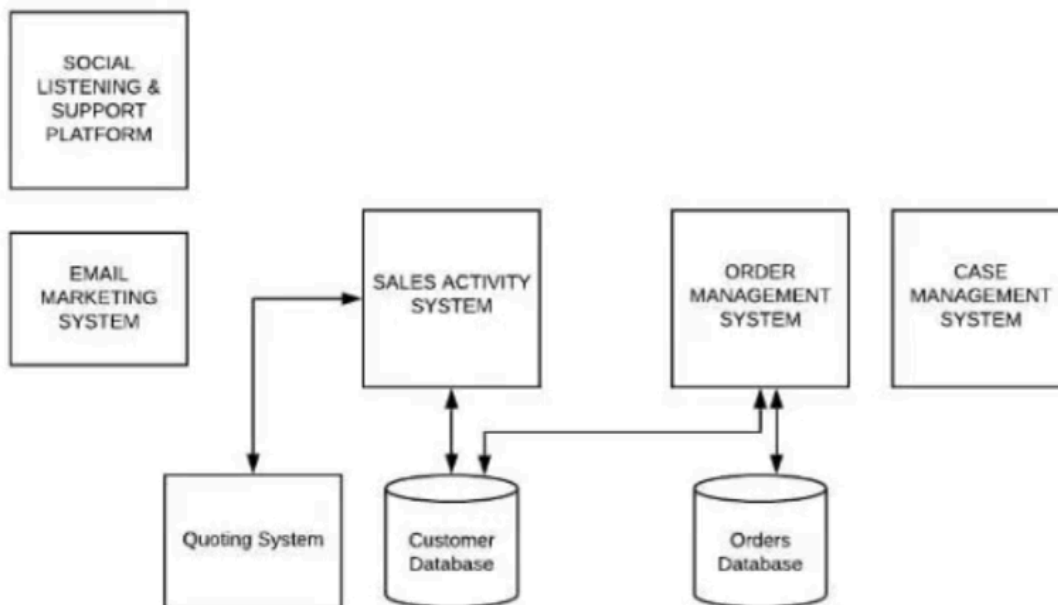 SOCIAL
LISTENING &
SUPPORT
PLATFORM
EMAIL
MARKETING
SYSTEM
SALES ACTIVITY
SYSTEM
ORDER
MANAGEMENT
SYSTEM
CASE
MANAGEMENT
SYSTEM
Quoting System
Customer
Database
Orders
Database